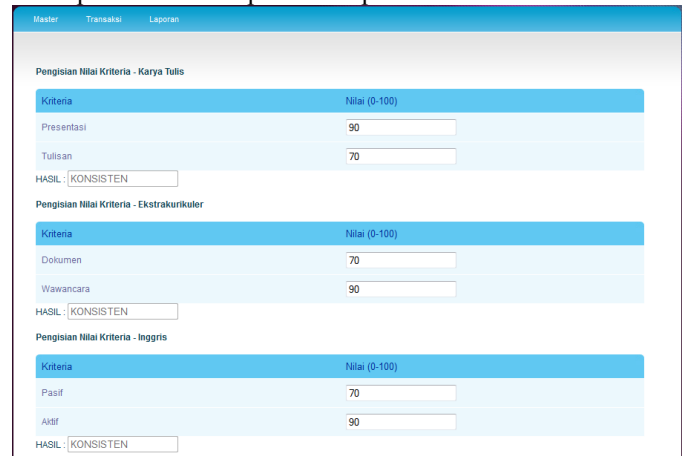 Master Transaksi Laporan
Pengisian Nilai Kriteria - Karya Tulis
Kriteria Nilai (0-100)
Presentasi 90
Tulisan 70
HASIL : KONSISTEN
Pengisian Nilai Kriteria - Ekstrakurikuler
Kriteria Nilai (0-100)
Dokumen 70
Wawancara 90
HASIL : KONSISTEN
Pengisian Nilai Kriteria - Inggris
Kriteria Nilai (0-100)
Pasif 70
Aktif 90
HASIL : KONSISTEN